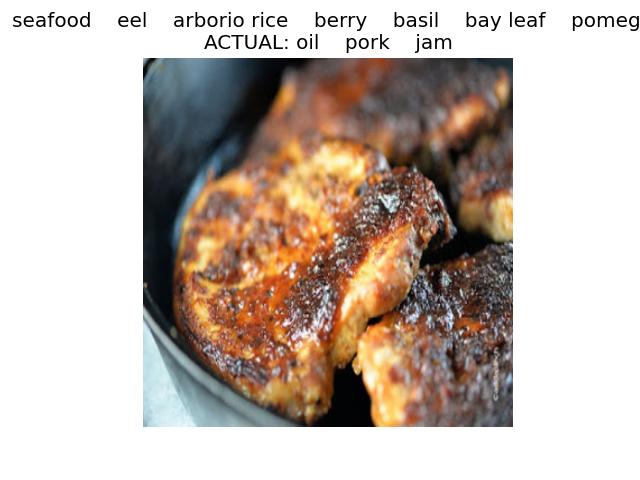 seafood    eel    arborio rice    berry    basil    bay leaf    pomeg
ACTUAL: oil    pork    jam